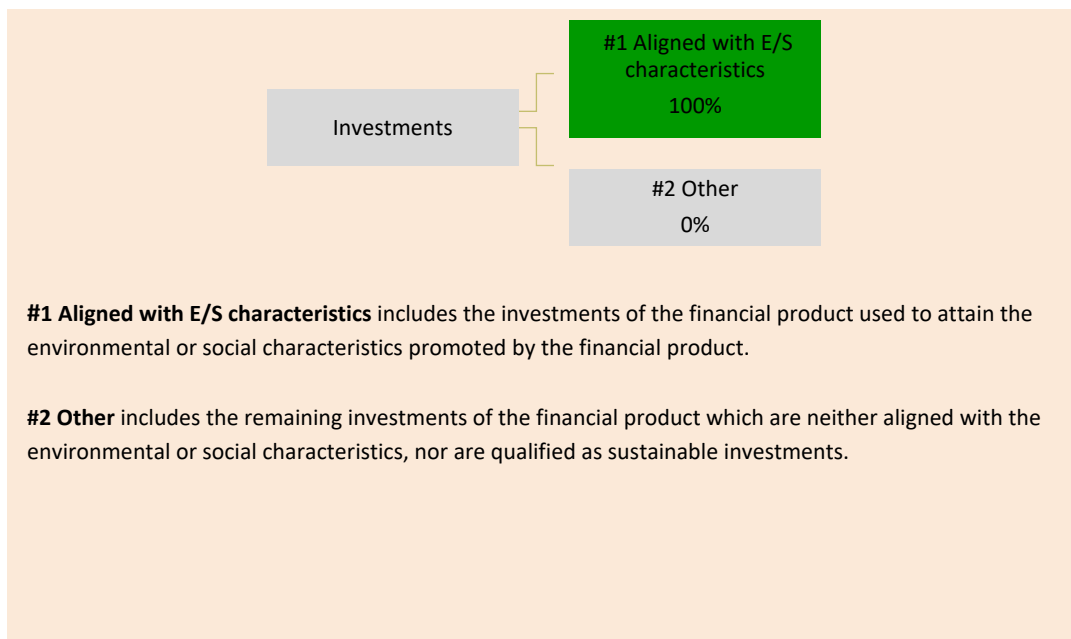 #1 Aligned with E/S
characteristics
100%
Investments
#2 Other
0%
#1 Aligned with E/S characteristics includes the investments of the financial product used to attain the
environmental or social characteristics promoted by the financial product.
#2 Other includes the remaining investments of the financial product which are neither aligned with the
environmental or social characteristics, nor are qualified as sustainable investments.